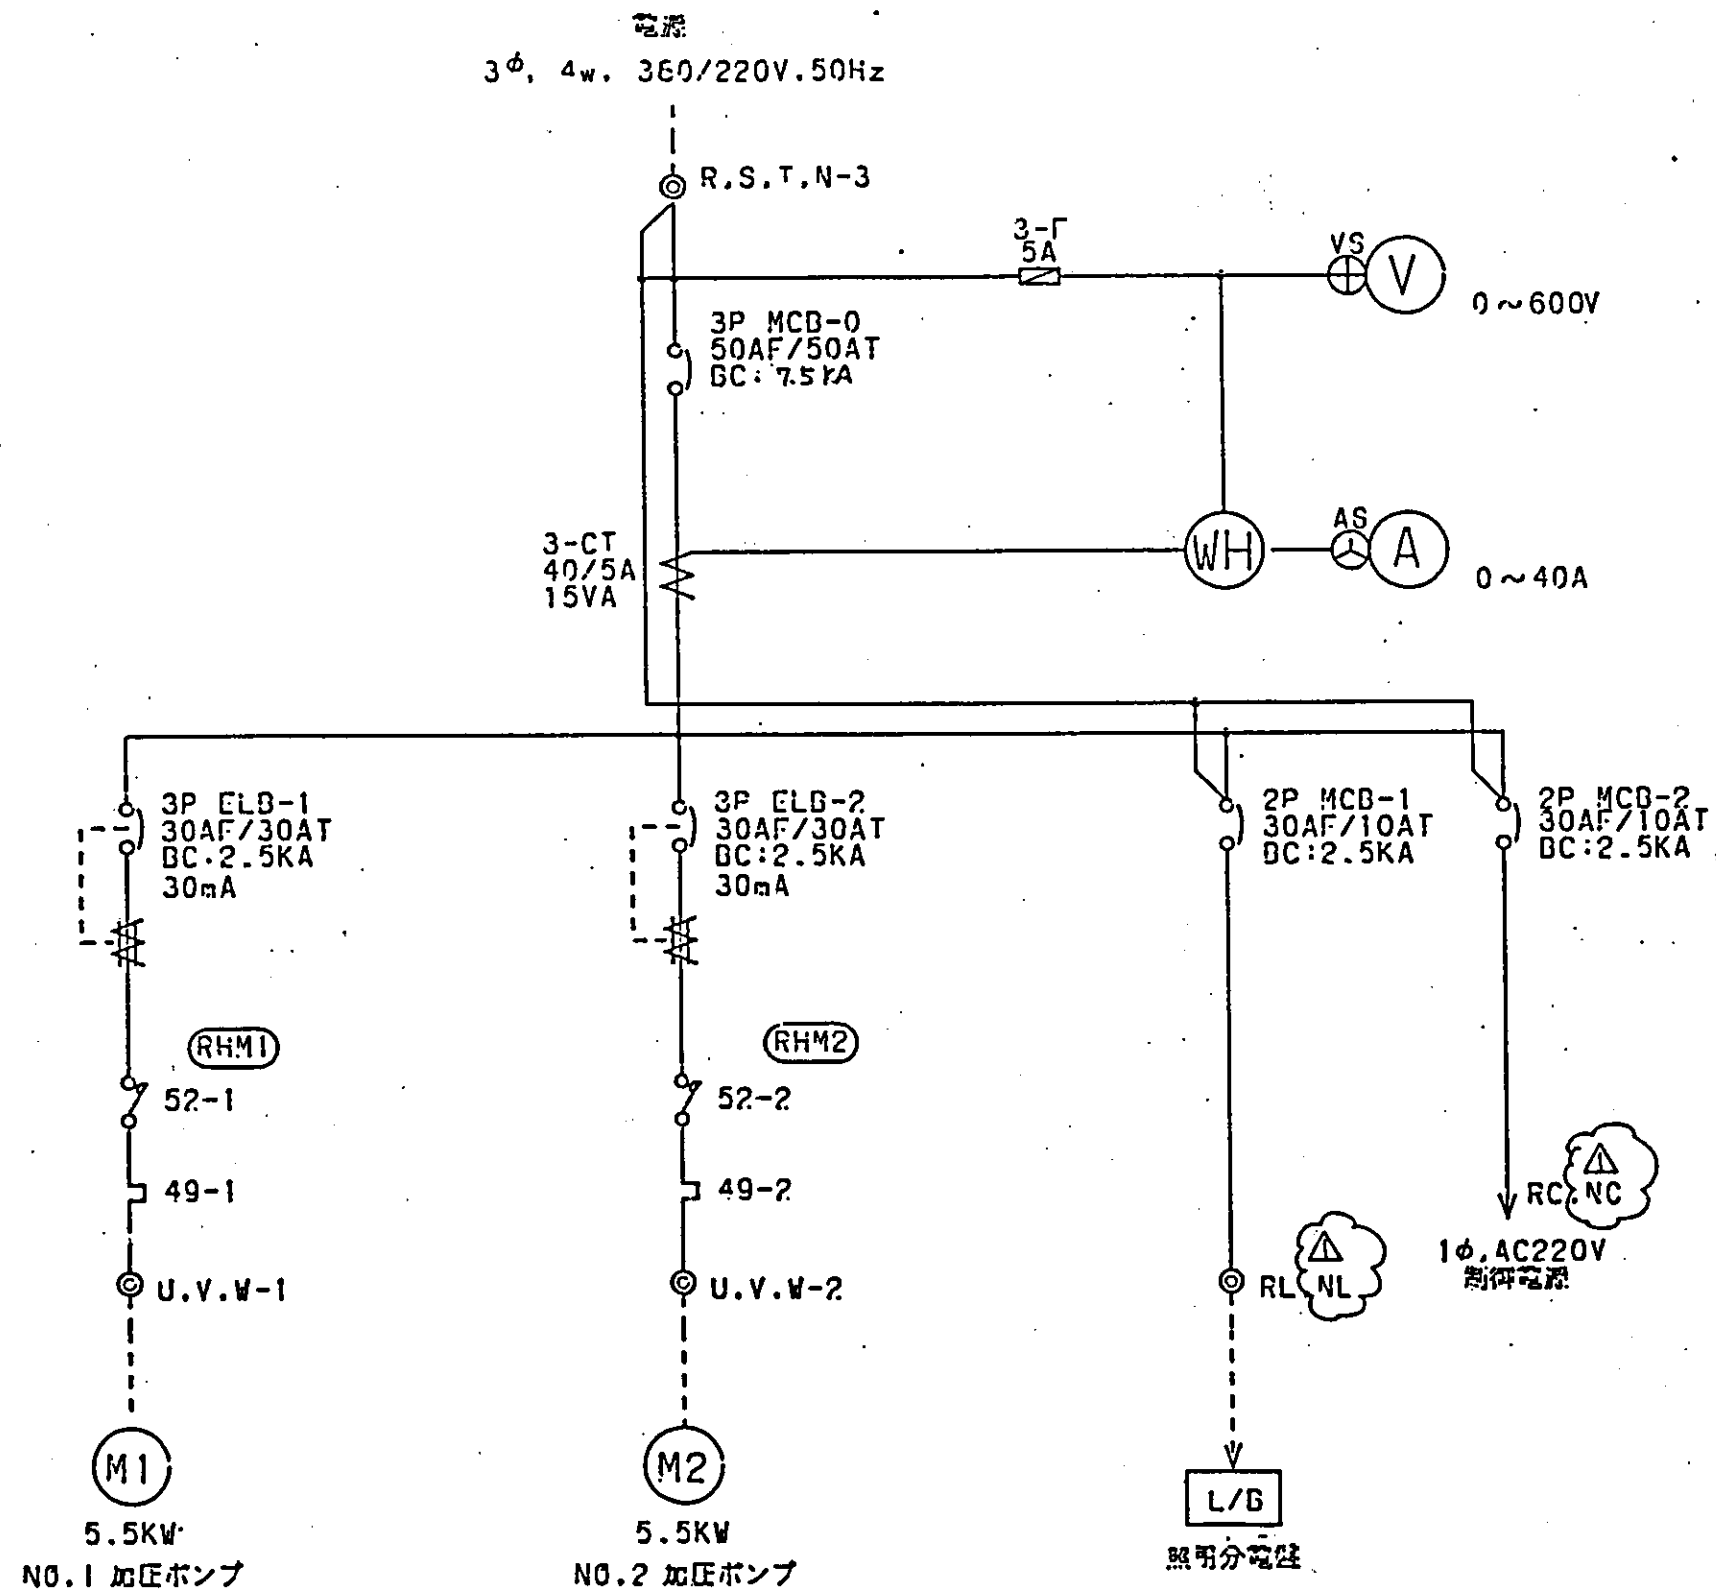 電源
3φ, 4w, 380/220V.50Hz
R.S.T.N-3
3-F
5A
VS
V
0～600V
3P MCB-0
50AF/50AT
BC: 7.5KA
3-CT
40/5A
15VA
WH
AS
A
0～40A
3P ELB-1
30AF/30AT
BC:2.5KA
30mA
3P ELB-2
30AF/30AT
BC:2.5KA
30mA
2P MCB-1
30AF/10AT
BC:2.5KA
2P MCB-2
30AF/10AT
BC:2.5KA
RHM1
52-1
49-1
U.V.W-1
RHM2
52-2
49-2
U.V.W-2
1
RL.NL
1
RC.NC
1φ.AC220V
制御電源
M1
5.5KW
NO.1 加圧ポンプ
M2
5.5KW
NO.2 加圧ポンプ
L/B
照明分電盤